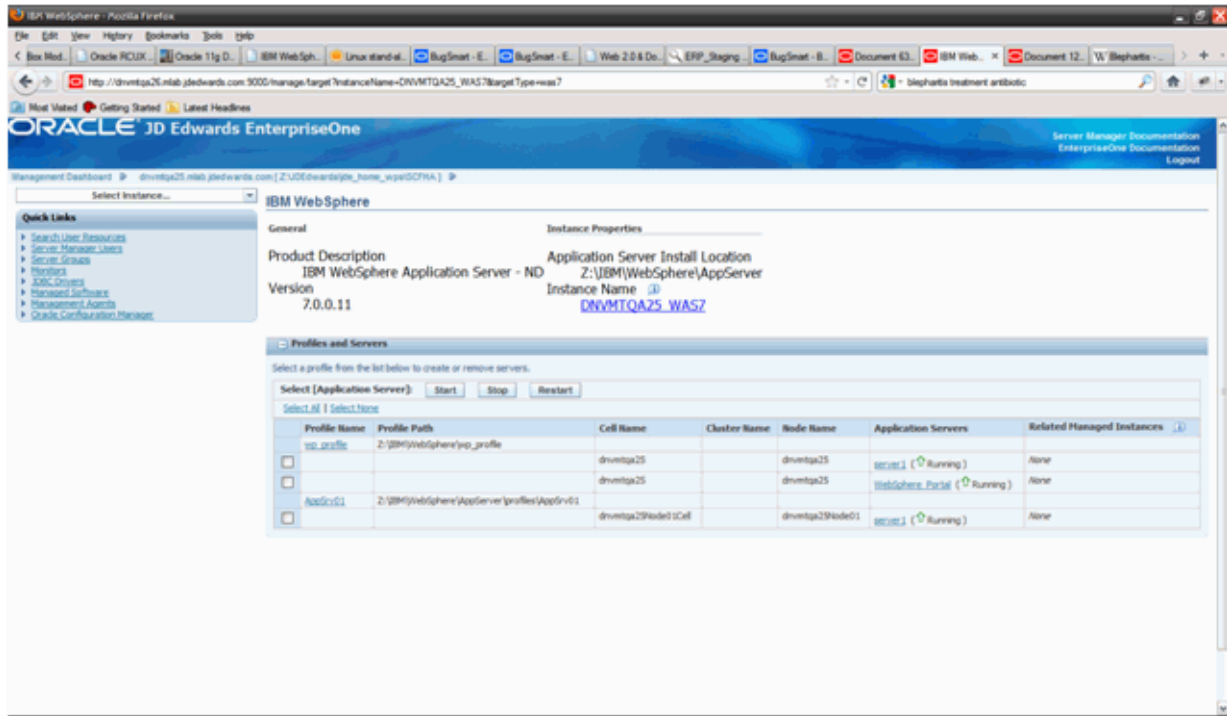 IBM WebSphere - Mozilla Firefox
File Edit View History Bookmarks Tools Help
Box Mod... Oracle RCUX... Oracle 11g D... IBM WebSph... Linux stand-al... BugSmart - E... BugSmart - E... Web 2.0 & Do... ERP_Staging ... BugSmart - B... Document 63... IBM Web... Document 12... Blephartis -...
http://dnvmtqa26.mlab.jdedwards.com:9000/manage/target?instanceName=DNVMTQA25_WAS7&targetType=was7
blephartis treatment antibiotic
Most Visited Getting Started Latest Headlines
ORACLE JD Edwards EnterpriseOne
Server Manager Documentation
EnterpriseOne Documentation
Logout
Management Dashboard dnvmtqa25.mlab.jdedwards.com [ Z:\JDEdwards\jde_home_wps\SCFHA ]
Select Instance...
Quick Links
Search User Resources
Server Manager Users
Server Groups
Monitors
JDBC Drivers
Managed Software
Management Agents
Oracle Configuration Manager
IBM WebSphere
General
Product Description
IBM WebSphere Application Server - ND
Version
7.0.0.11
Instance Properties
Application Server Install Location
Z:\IBM\WebSphere\AppServer
Instance Name
DNVMTQA25_WAS7
Profiles and Servers
Select a profile from the list below to create or remove servers.
Select [Application Server]: Start Stop Restart
Select All | Select None
Profile Name Profile Path Cell Name Cluster Name Node Name Application Servers Related Managed Instances
wp_profile Z:\IBM\WebSphere\wp_profile
dnvmtqa25 dnvmtqa25 server1 ( Running ) None
dnvmtqa25 dnvmtqa25 WebSphere_Portal ( Running ) None
AppSrv01 Z:\IBM\WebSphere\AppServer\profiles\AppSrv01
dnvmtqa25Node01Cell dnvmtqa25Node01 server1 ( Running ) None